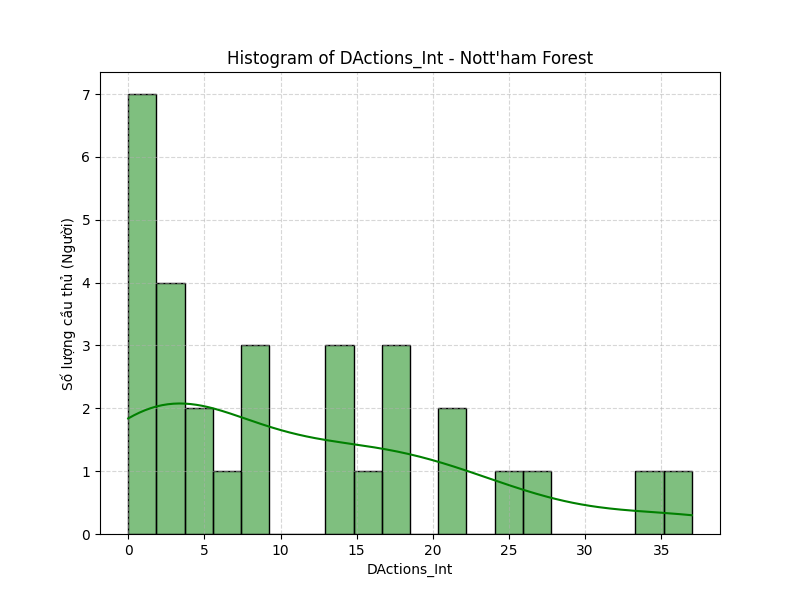 Histogram of DActions_Int - Nott'ham Forest
Số lượng cầu thủ (Người)
7
6
5
4
3
2
1
0
0 5 10 15 20 25 30 35
DActions_Int